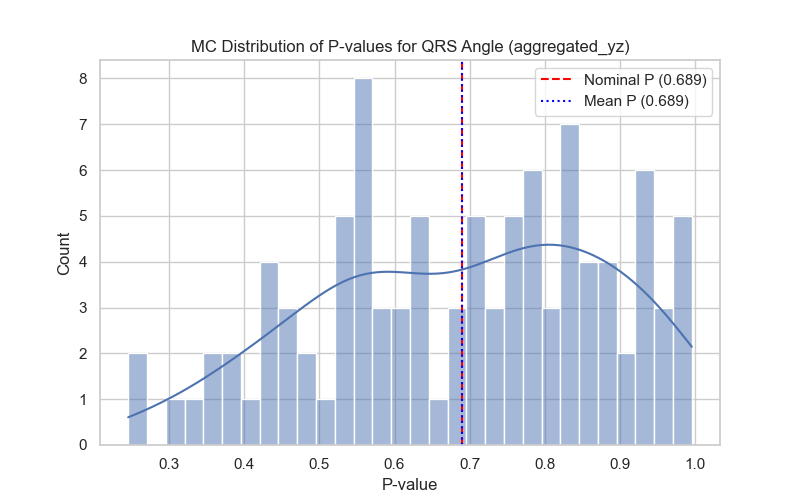 MC Distribution of P-values for QRS Angle (aggregated_yz)
Nominal P (0.689)
Mean P (0.689)
Count
8
7
6
5
4
3
2
1
0
0.3 0.4 0.5 0.6 0.7 0.8 0.9 1.0
P-value